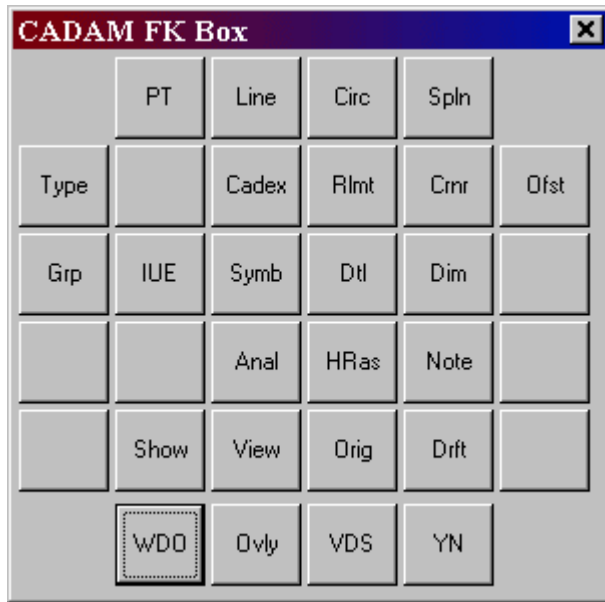 CADAM FK Box
PT Line Circ Spln
Type Cadex Rlmt Crnr Ofst
Grp IUE Symb Dtl Dim
Anal HRas Note
Show View Orig Drft
WDO Ovly VDS YN